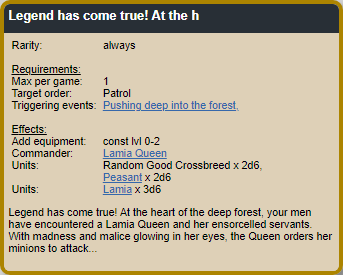 Legend has come true! At the h
Rarity: always
Requirements:
Max per game: 1
Target order: Patrol
Triggering events: Pushing deep into the forest,
Effects:
Add equipment: const lvl 0-2
Commander: Lamia Queen
Units: Random Good Crossbreed x 2d6,
Peasant x 2d6
Units: Lamia x 3d6
Legend has come true! At the heart of the deep forest, your men
have encountered a Lamia Queen and her ensorcelled servants.
With madness and malice glowing in her eyes, the Queen orders her
minions to attack...